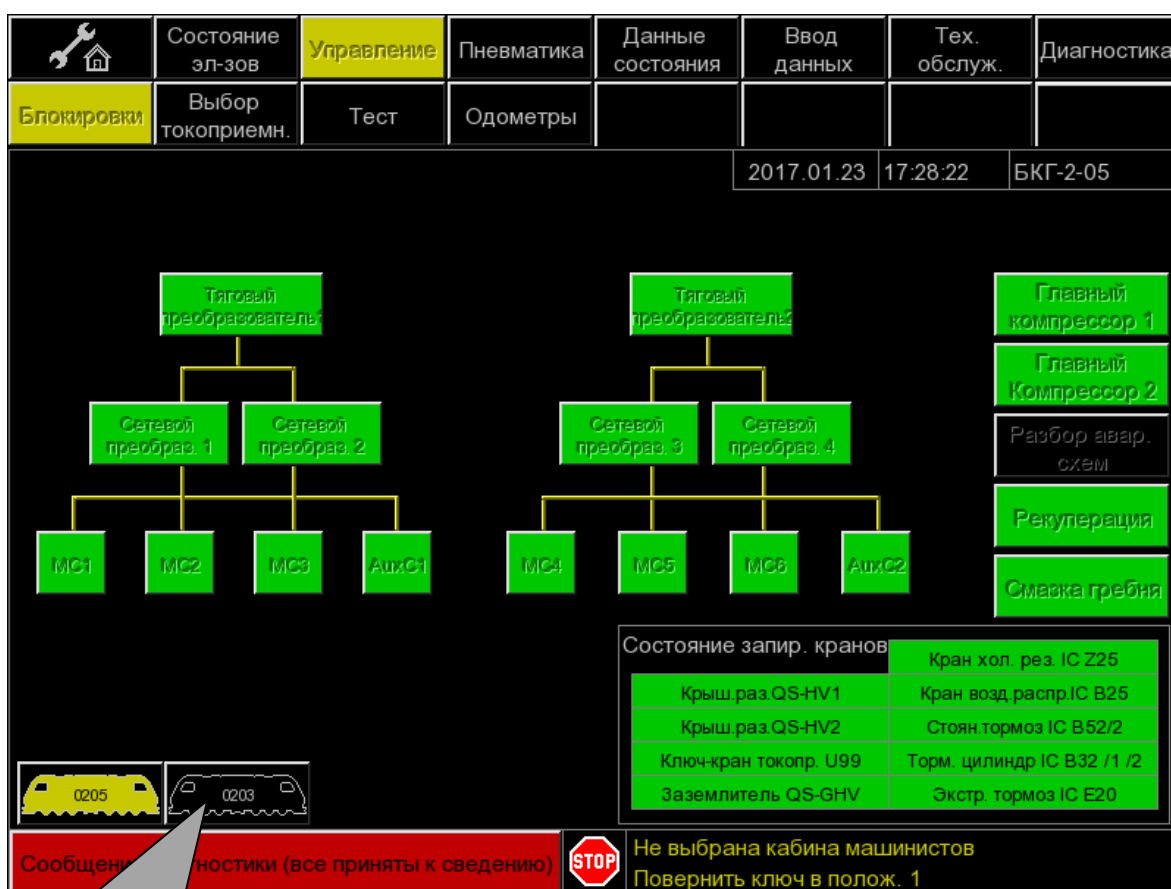 Состояние
эл-зов
Управление
Пневматика
Данные
состояния
Ввод
данных
Тех.
обслуж.
Диагностика
Блокировки
Выбор
токоприемн.
Тест
Одометры
2017.01.23
17:28:22
БКГ-2-05
Тяговый
преобразователь1
Тяговый
преобразователь2
Главный
компрессор 1
Главный
Компрессор 2
Сетевой
преобраз. 1
Сетевой
преобраз. 2
Сетевой
преобраз. 3
Сетевой
преобраз. 4
Разбор авар.
схем
Рекуперация
MC1
MC2
MC3
AuxC1
MC4
MC5
MC6
AuxC2
Смазка гребня
Состояние запир. кранов
Кран хол. рез. IC Z25
Крыш.раз.QS-HV1
Кран возд.распр.IC B25
Крыш.раз.QS-HV2
Стоян.тормоз IC B52/2
Ключ-кран токопр. U99
Торм. цилиндр IC B32 /1 /2
Заземлитель QS-GHV
Экстр. тормоз IC E20
0205
0203
Сообщени гностики (все приняты к сведению)
STOP
Не выбрана кабина машинистов
Повернить ключ в полож. 1